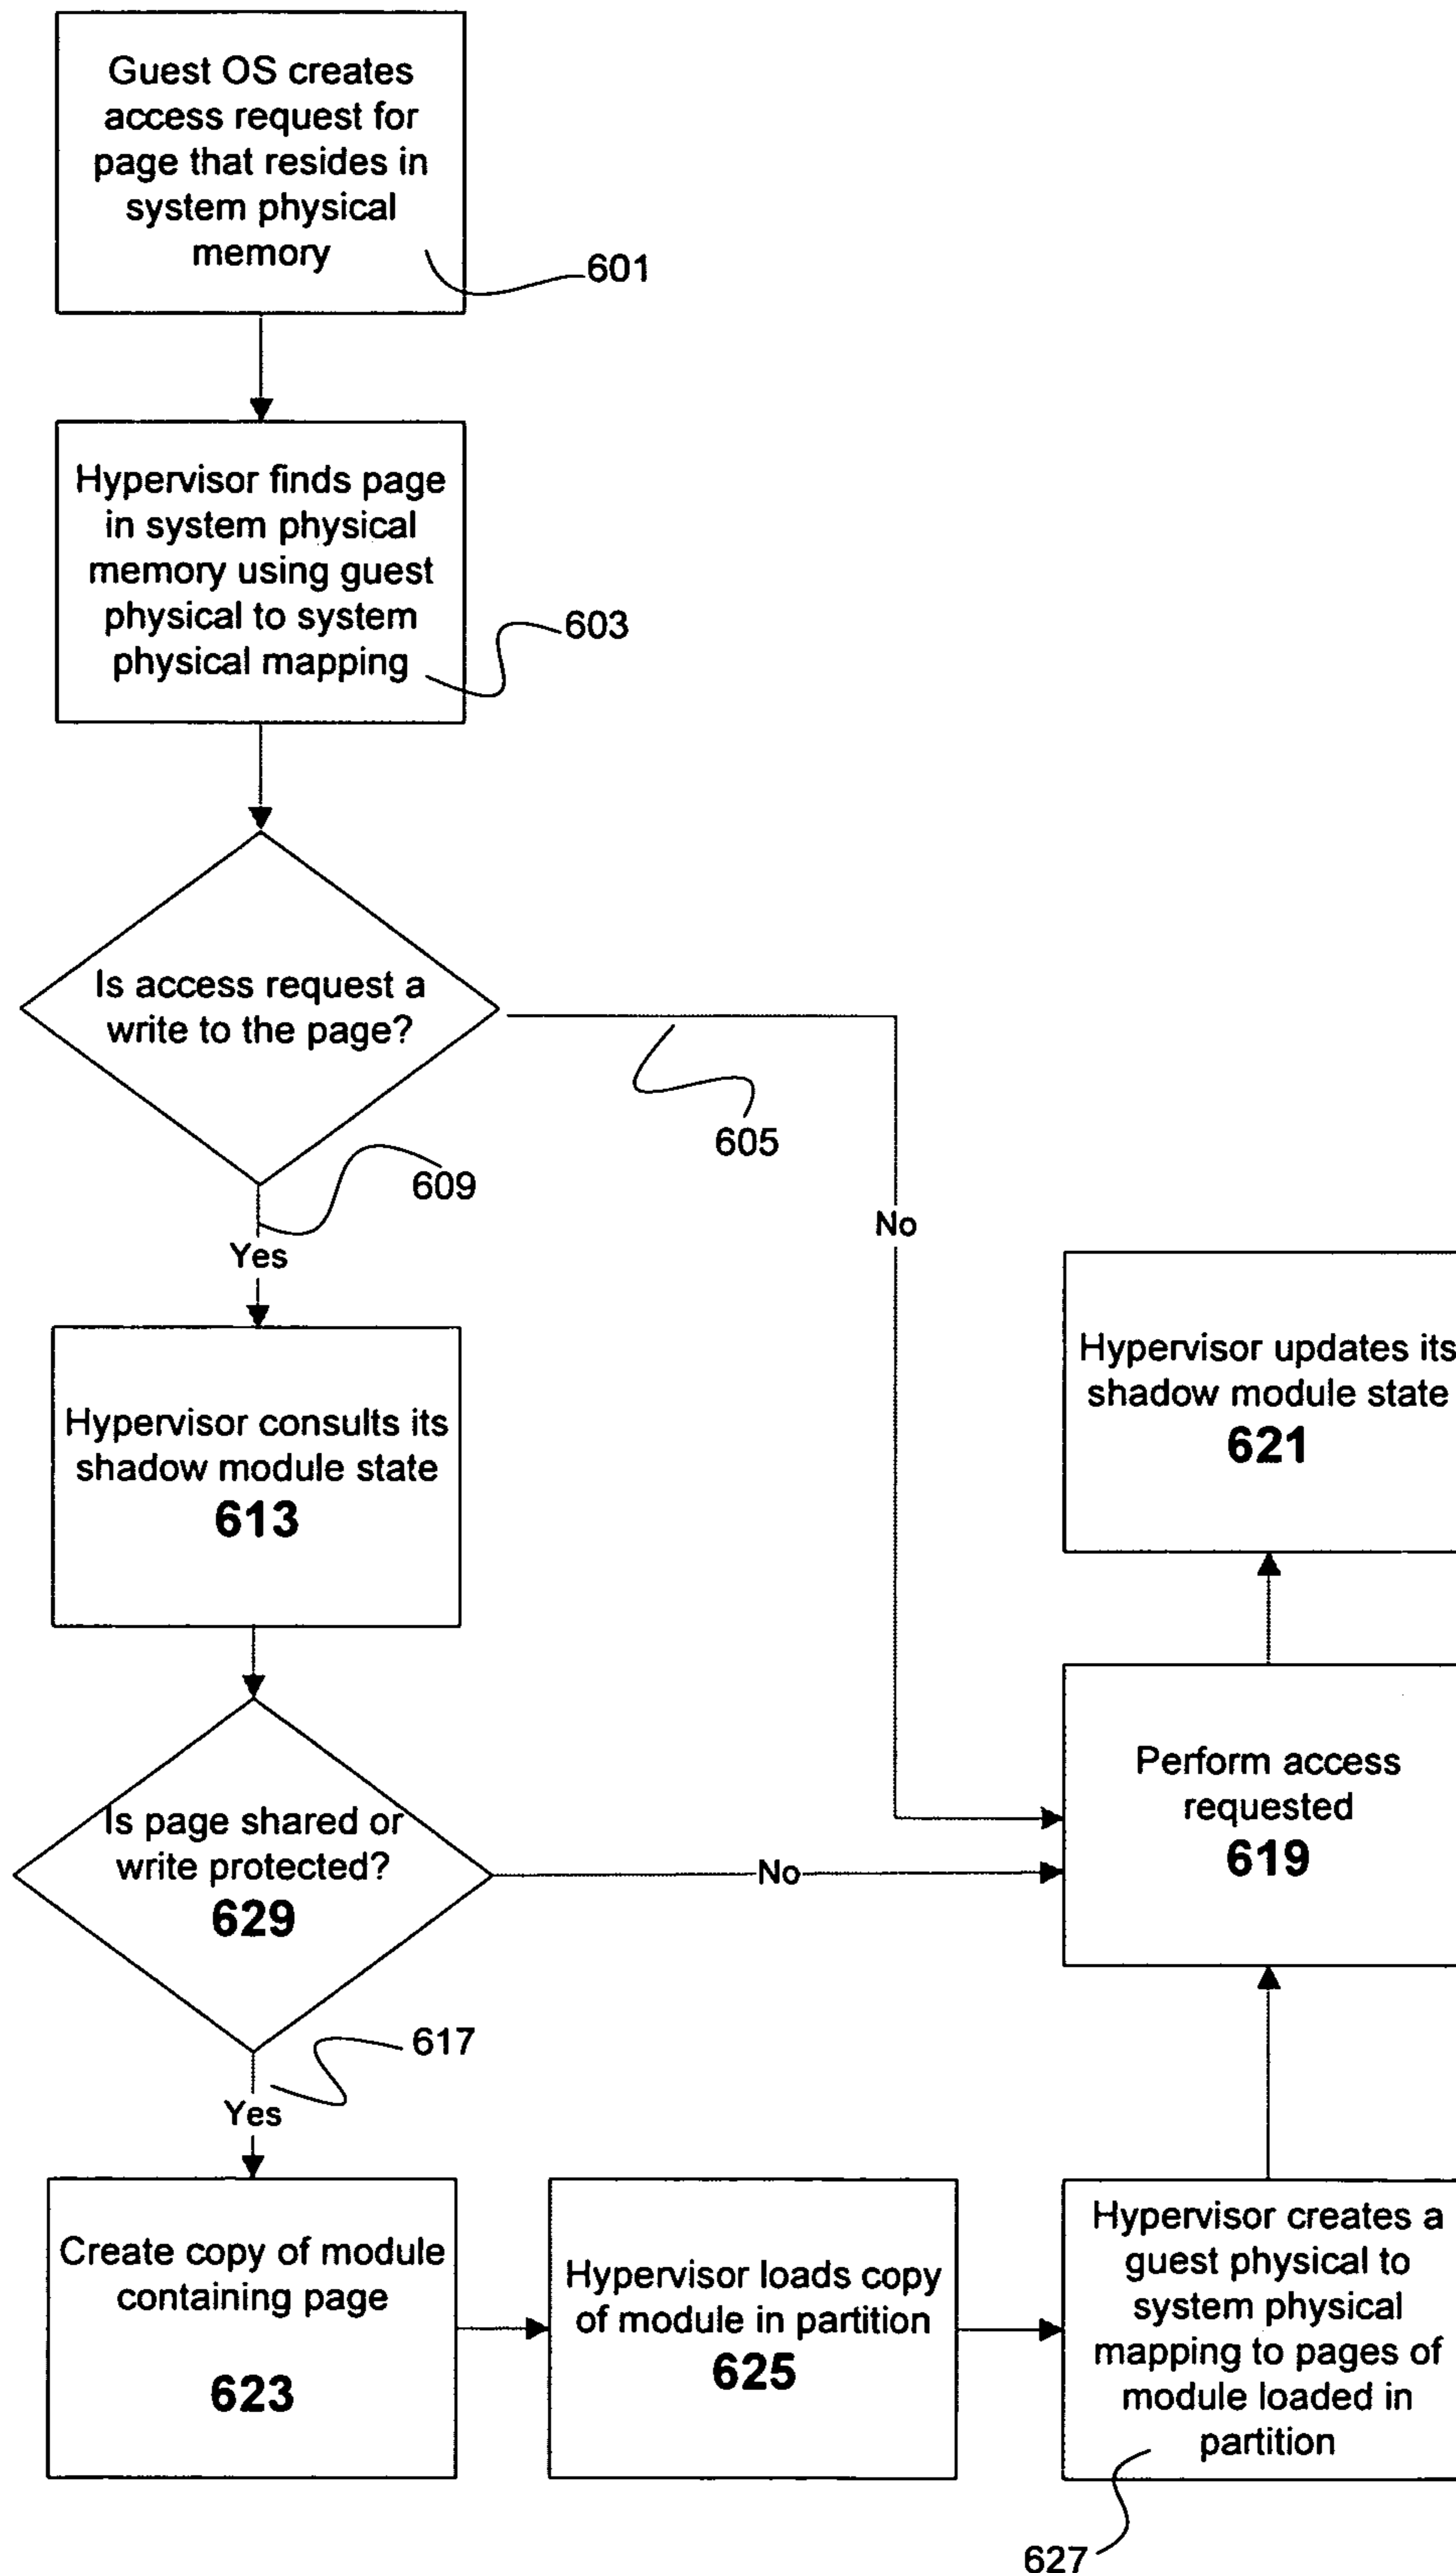 Guest OS creates
access request for
page that resides in
system physical
memory
601
Hypervisor finds page
in system physical
memory using guest
physical to system
physical mapping
603
Is access request a
write to the page?
605
609
No
Yes
Hypervisor consults its
shadow module state
613
Hypervisor updates its
shadow module state
621
Is page shared or
write protected?
629
No
Perform access
requested
619
617
Yes
Create copy of module
containing page
623
Hypervisor loads copy
of module in partition
625
Hypervisor creates a
guest physical to
system physical
mapping to pages of
module loaded in
partition
627